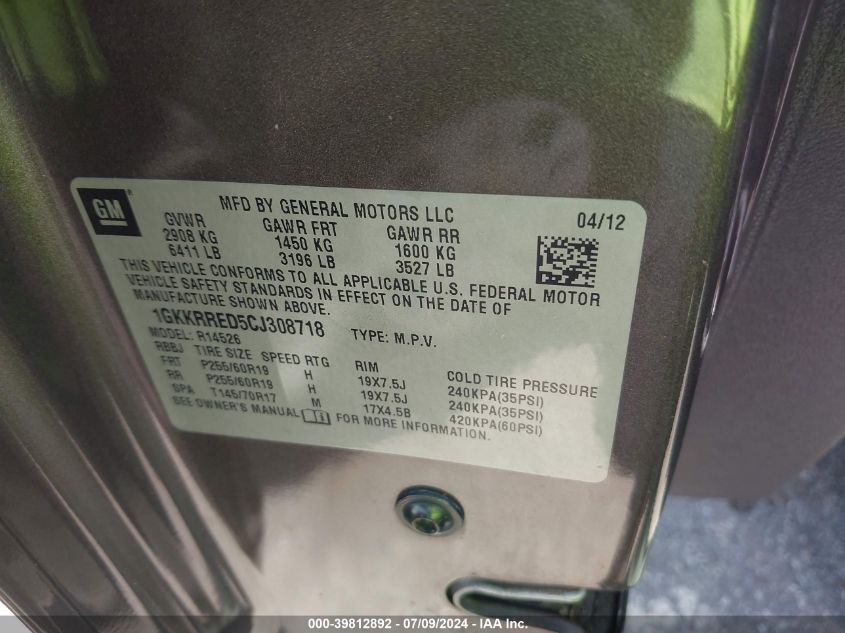 GM
MFD BY GENERAL MOTORS LLC
04/12
GVWR GAWR FRT GAWR RR
2908 KG 1450 KG 1600 KG
6411 LB 3196 LB 3527 LB
THIS VEHICLE CONFORMS TO ALL APPLICABLE U.S. FEDERAL MOTOR
VEHICLE SAFETY STANDARDS IN EFFECT ON THE DATE OF
MANUFACTURE SHOWN ABOVE.
1GKKRRED5CJ308718 TYPE: M.P.V.
MODEL: R14526
RBBJ TIRE SIZE SPEED RTG RIM COLD TIRE PRESSURE
FRT P255/60R19 H 19X7.5J 240KPA(35PSI)
RR P255/60R19 H 19X7.5J 240KPA(35PSI)
SPA T145/70R17 M 17X4.5B 420KPA(60PSI)
SEE OWNER'S MANUAL FOR MORE INFORMATION.
000-39812892 - 07/09/2024 - IAA Inc.